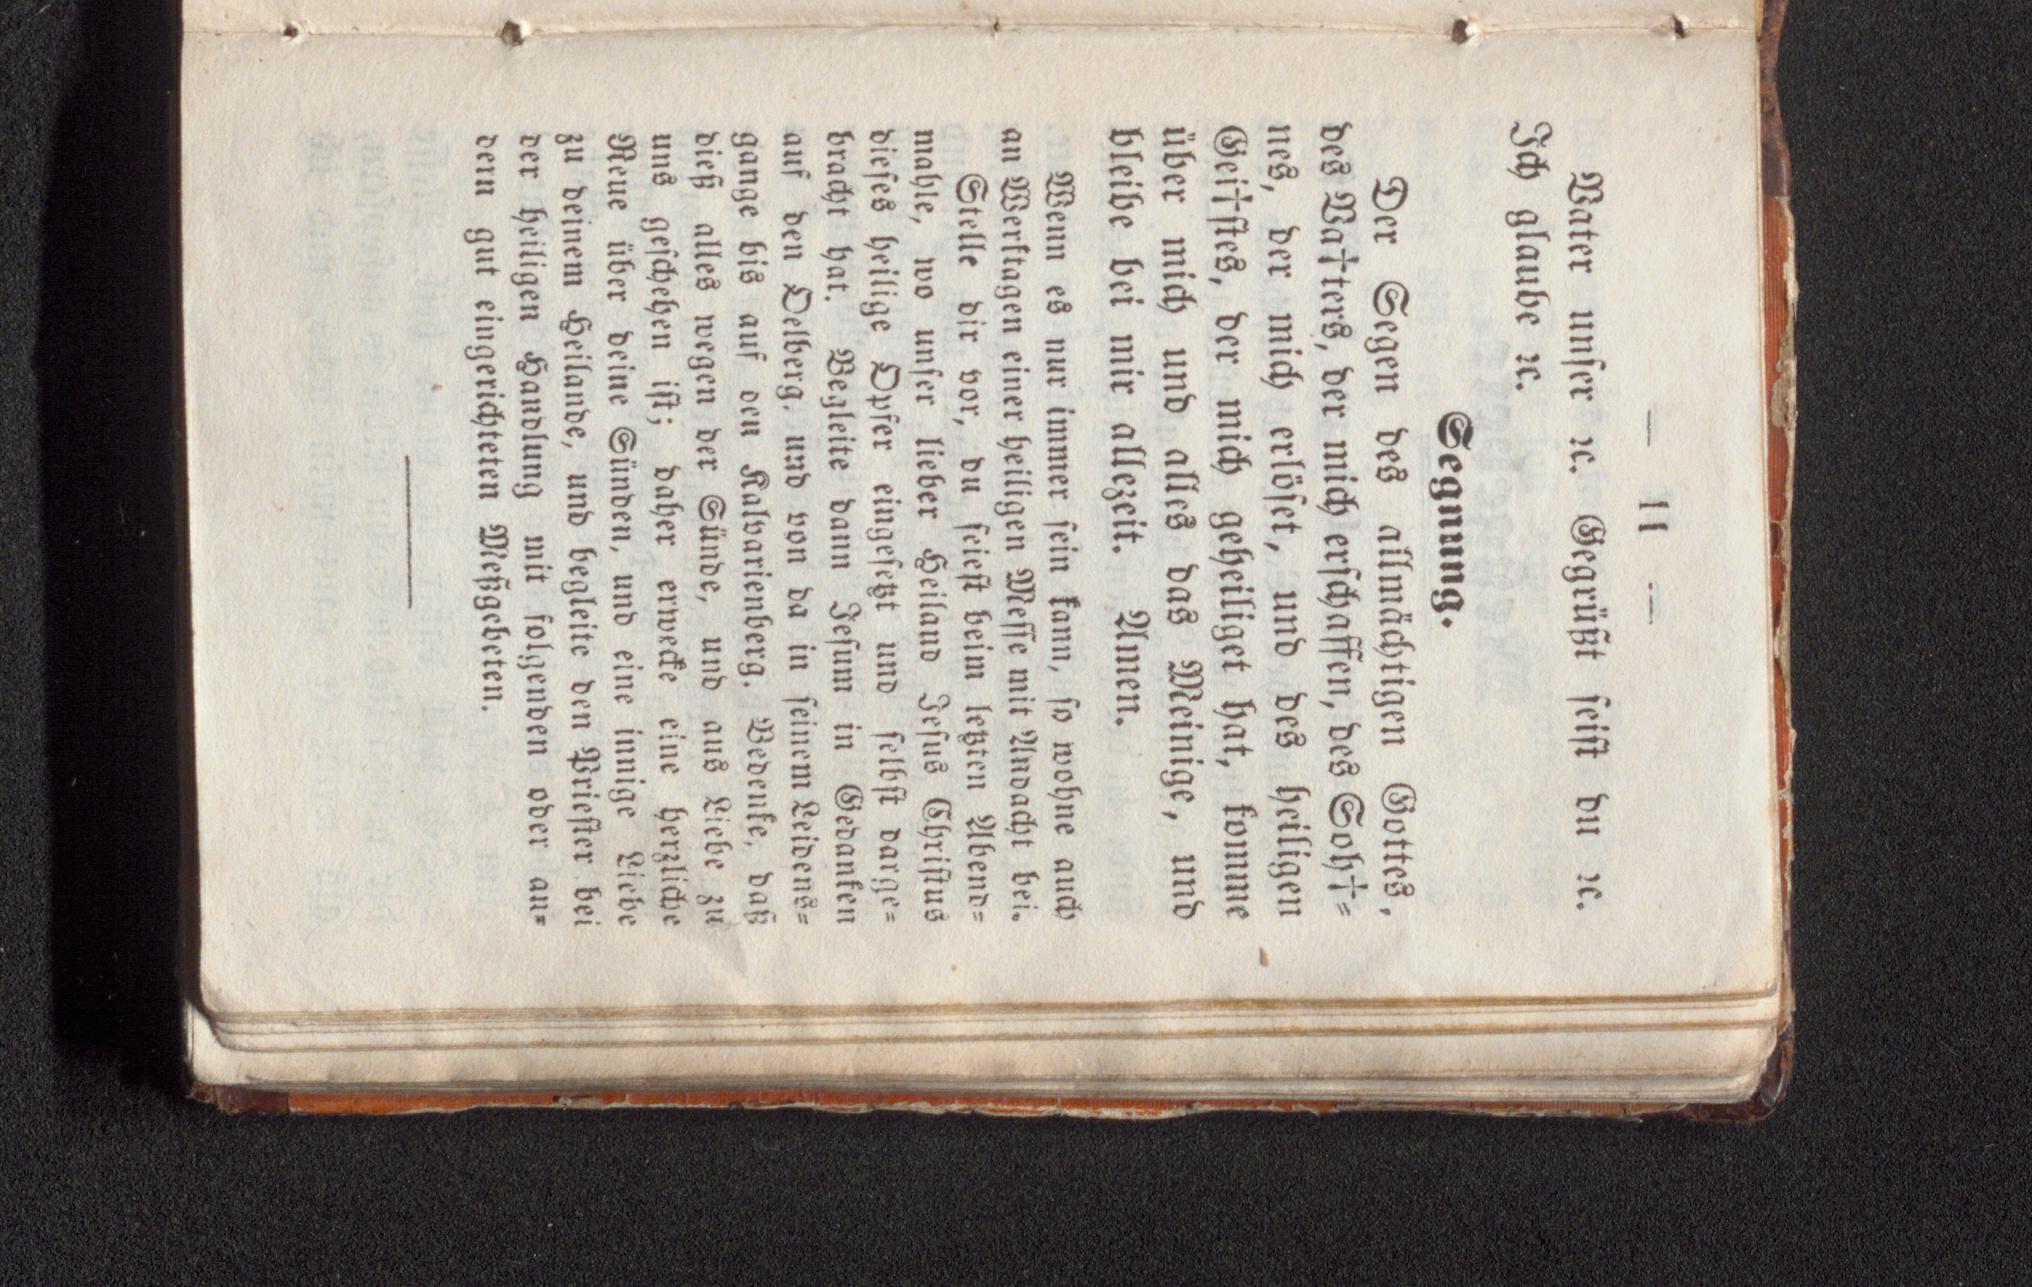 — 11 —
Vater unser ꝛc. Gegrüßt seist du ꝛc.
Ich glaube ꝛc.
Segnung.
Der Segen des allmächtigen Gottes,
des Va†ters, der mich erschaffen, des Soh†=
nes, der mich erlöset, und des heiligen
Gei†stes, der mich geheiliget hat, komme
über mich und alles das Meinige, und
bleibe bei mir allezeit. Amen.
Wenn es nur immer sein kann, so wohne auch
an Werktagen einer heiligen Messe mit Andacht bei.
Stelle dir vor, du seiest beim letzten Abend=
mahle, wo unser lieber Heiland Jesus Christus
dieses heilige Opfer eingesetzt und selbst darge=
bracht hat. Begleite dann Jesum in Gedanken
auf den Oelberg, und von da in seinem Leidens=
gange bis auf den Kalvarienberg. Bedenke, daß
dieß alles wegen der Sünde, und aus Liebe zu
uns geschehen ist; daher erwecke eine herzliche
Reue über deine Sünden, und eine innige Liebe
zu deinem Heilande, und begleite den Priester bei
der heiligen Handlung mit folgenden oder an=
dern gut eingerichteten Meßgebeten.